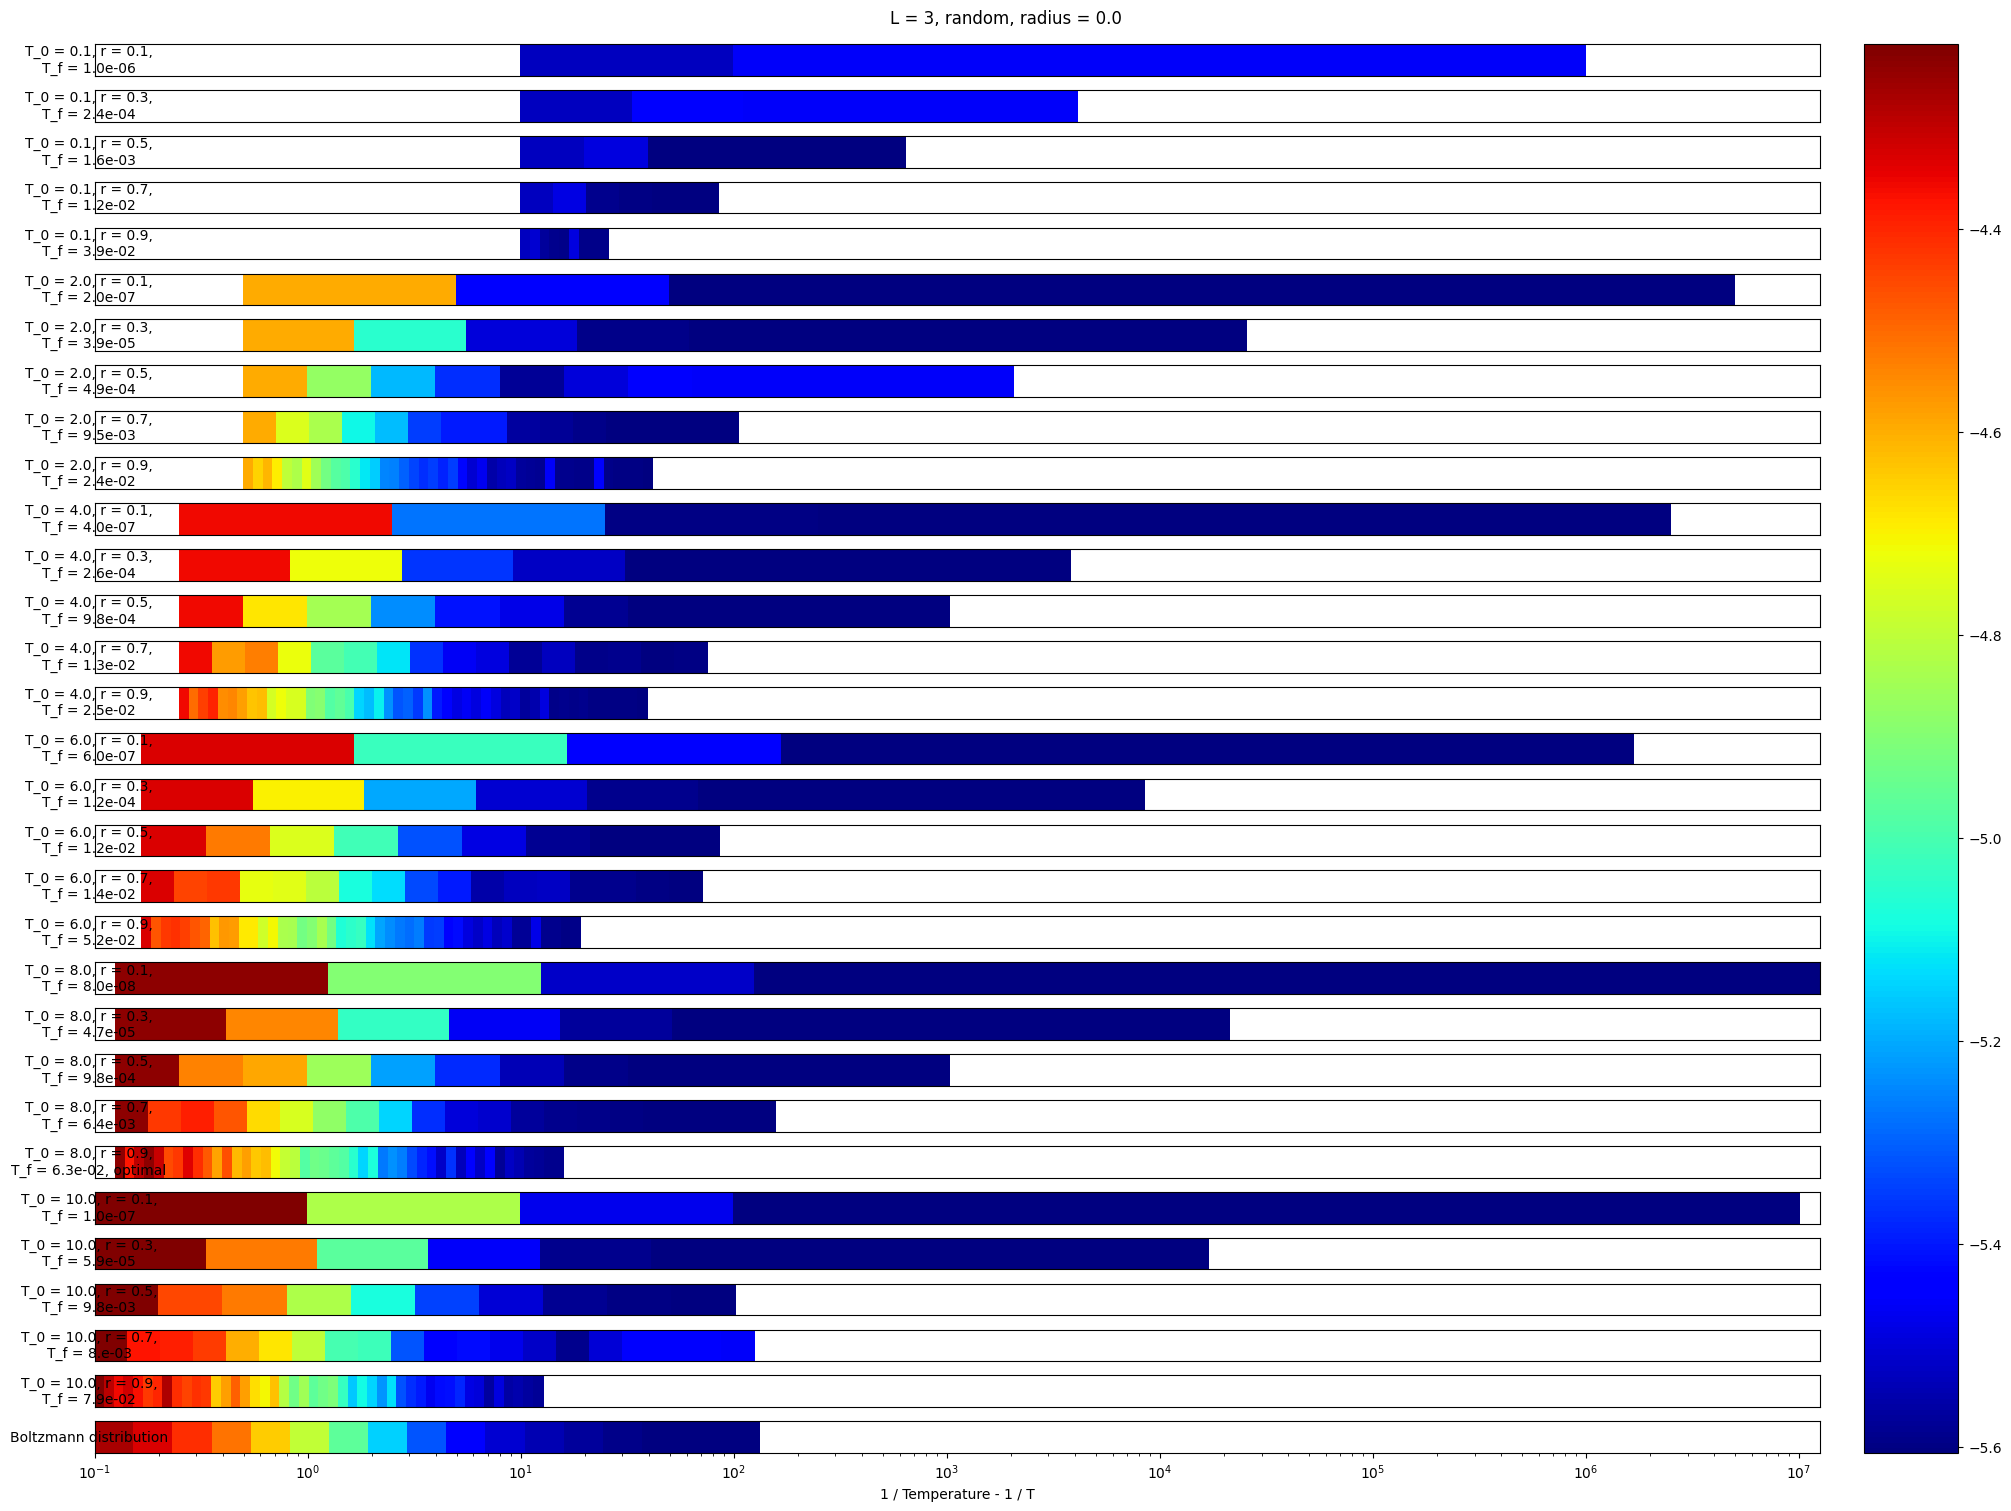 L = 3, random, radius = 0.0
T_0 = 0.1, r = 0.1,
T_f = 1.0e-06
T_0 = 0.1, r = 0.3,
T_f = 2.4e-04
T_0 = 0.1, r = 0.5,
T_f = 1.6e-03
T_0 = 0.1, r = 0.7,
T_f = 1.2e-02
T_0 = 0.1, r = 0.9,
T_f = 3.9e-02
T_0 = 2.0, r = 0.1,
T_f = 2.0e-07
T_0 = 2.0, r = 0.3,
T_f = 3.9e-05
T_0 = 2.0, r = 0.5,
T_f = 4.9e-04
T_0 = 2.0, r = 0.7,
T_f = 9.5e-03
T_0 = 2.0, r = 0.9,
T_f = 2.4e-02
T_0 = 4.0, r = 0.1,
T_f = 4.0e-07
T_0 = 4.0, r = 0.3,
T_f = 2.6e-04
T_0 = 4.0, r = 0.5,
T_f = 9.8e-04
T_0 = 4.0, r = 0.7,
T_f = 1.3e-02
T_0 = 4.0, r = 0.9,
T_f = 2.5e-02
T_0 = 6.0, r = 0.1,
T_f = 6.0e-07
T_0 = 6.0, r = 0.3,
T_f = 1.2e-04
T_0 = 6.0, r = 0.5,
T_f = 1.2e-02
T_0 = 6.0, r = 0.7,
T_f = 1.4e-02
T_0 = 6.0, r = 0.9,
T_f = 5.2e-02
T_0 = 8.0, r = 0.1,
T_f = 8.0e-08
T_0 = 8.0, r = 0.3,
T_f = 4.7e-05
T_0 = 8.0, r = 0.5,
T_f = 9.8e-04
T_0 = 8.0, r = 0.7,
T_f = 6.4e-03
T_0 = 8.0, r = 0.9,
T_f = 6.3e-02, optimal
T_0 = 10.0, r = 0.1,
T_f = 1.0e-07
T_0 = 10.0, r = 0.3,
T_f = 5.9e-05
T_0 = 10.0, r = 0.5,
T_f = 9.8e-03
T_0 = 10.0, r = 0.7,
T_f = 8.e-03
T_0 = 10.0, r = 0.9,
T_f = 7.9e-02
Boltzmann distribution
10⁻¹ 10⁰ 10¹ 10² 10³ 10⁴ 10⁵ 10⁶ 10⁷
1 / Temperature - 1 / T
−4.4
−4.6
−4.8
−5.0
−5.2
−5.4
−5.6